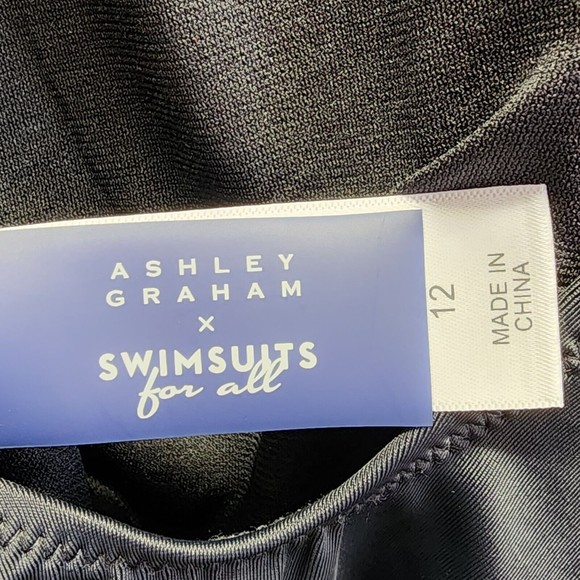 ASHLEY
GRAHAM
x
SWIMSUITS
for all
12
MADE IN
CHINA